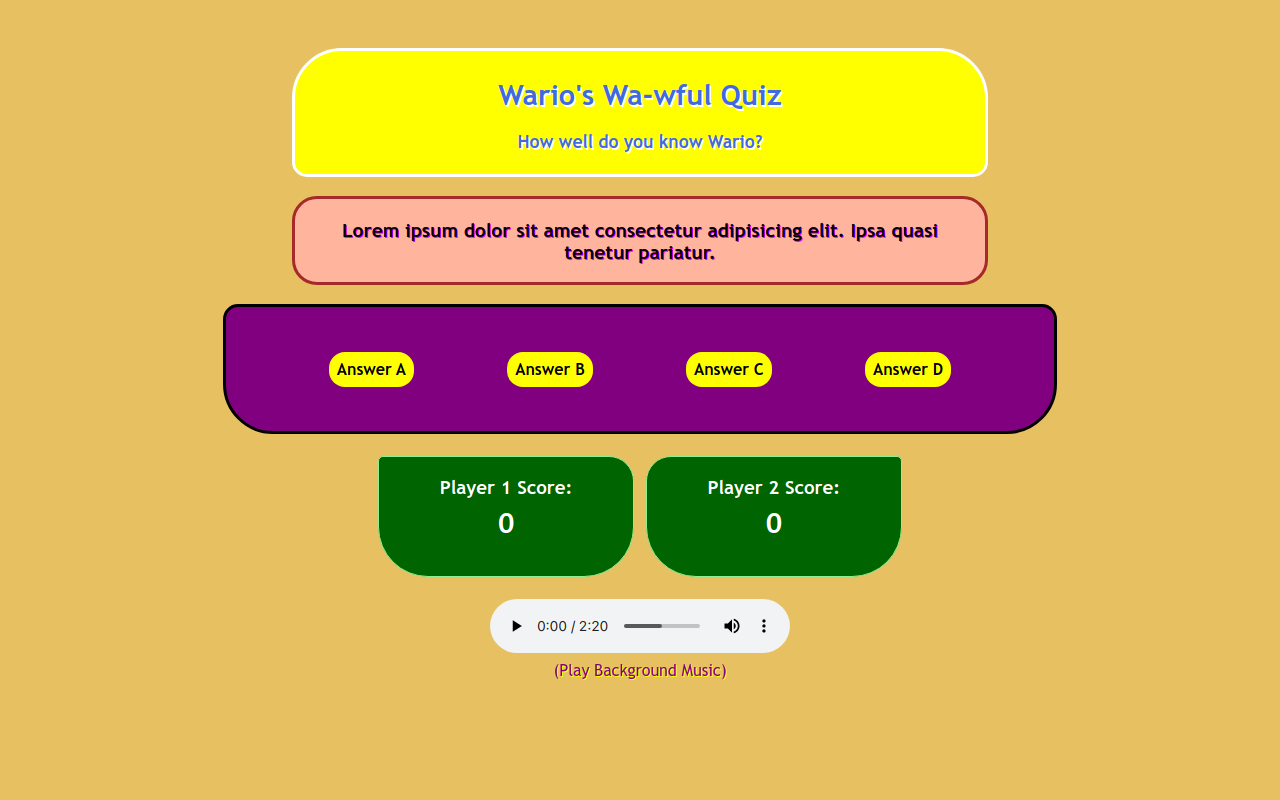 Wario's Wa-wful Quiz
How well do you know Wario?
Lorem ipsum dolor sit amet consectetur adipisicing elit. Ipsa quasi
tenetur pariatur.
Answer A
Answer B
Answer C
Answer D
Player 1 Score:
0
Player 2 Score:
0
0:00 / 2:20
(Play Background Music)